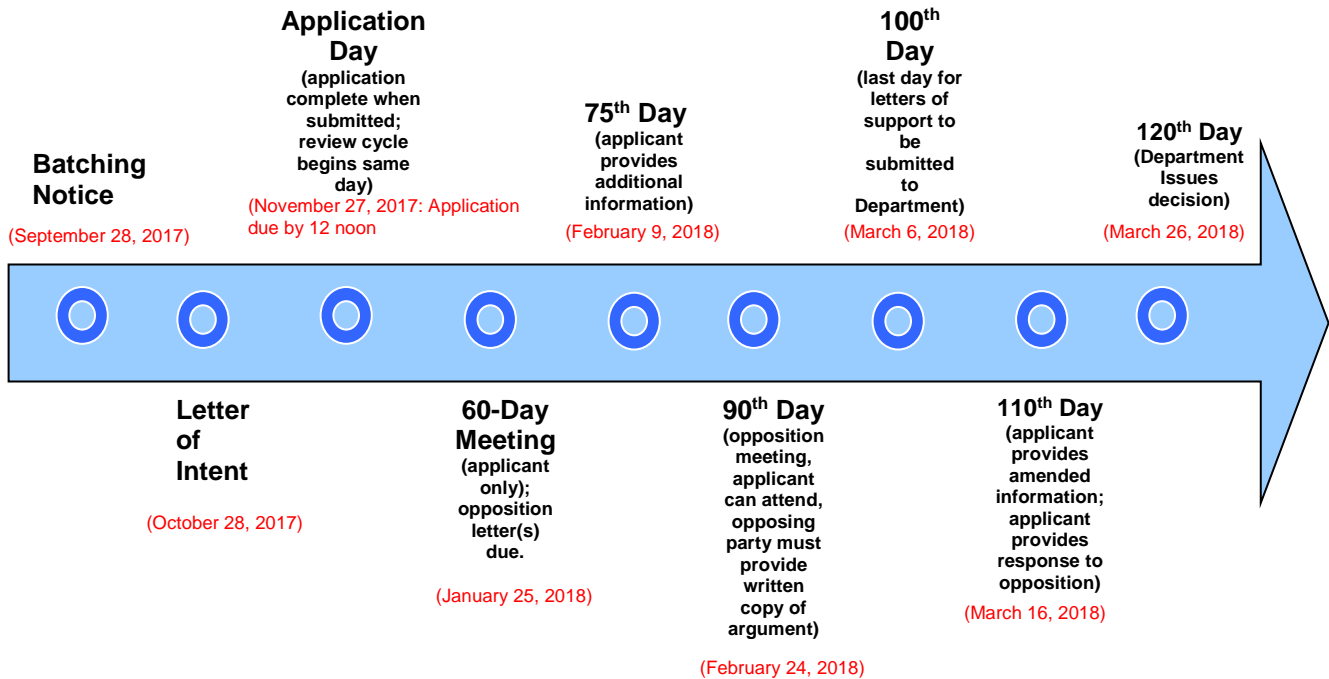 Batching
Notice
(September 28, 2017)
Letter
of
Intent
(October 28, 2017)
Application
Day
(application
complete when
submitted;
review cycle
begins same
day)
(November 27, 2017: Application
due by 12 noon
60-Day
Meeting
(applicant
only);
opposition
letter(s)
due.
(January 25, 2018)
75th Day
(applicant
provides
additional
information)
(February 9, 2018)
90th Day
(opposition
meeting,
applicant
can attend,
opposing
party must
provide
written
copy of
argument)
(February 24, 2018)
100th
Day
(last day for
letters of
support to
be
submitted
to
Department)
(March 6, 2018)
110th Day
(applicant
provides
amended
information;
applicant
provides
response to
opposition)
(March 16, 2018)
120th Day
(Department
Issues
decision)
(March 26, 2018)